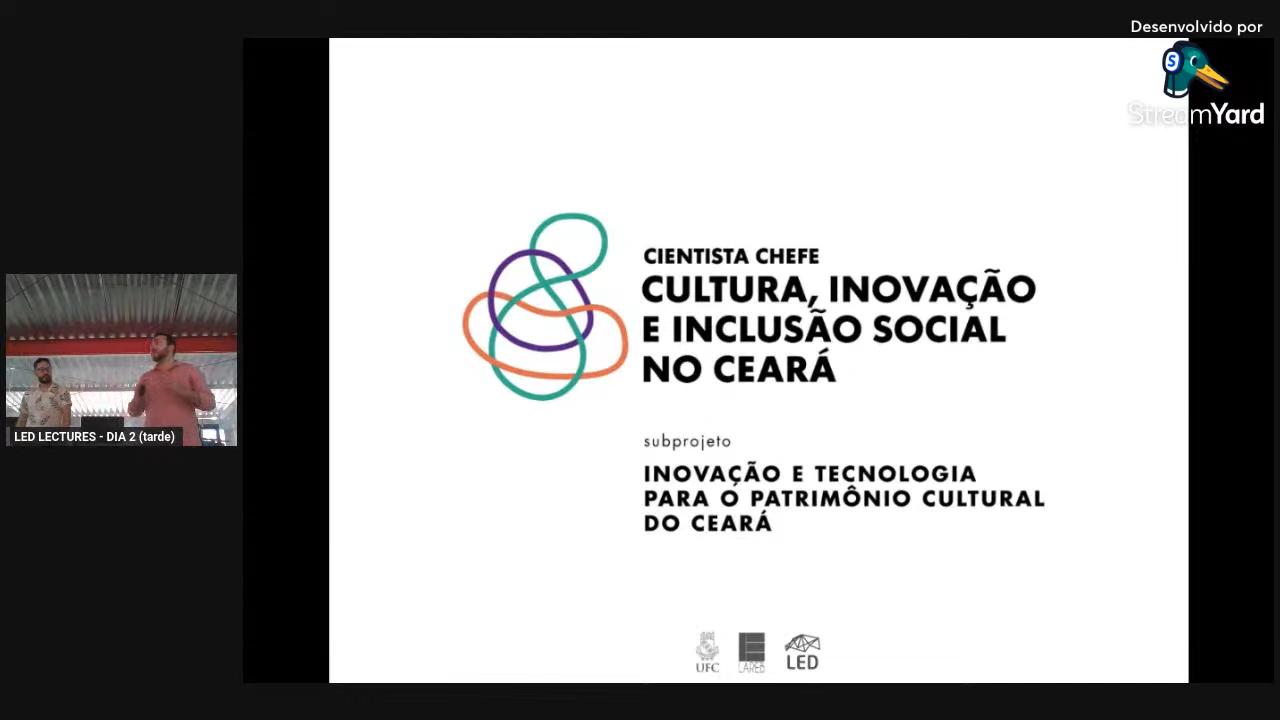 Desenvolvido por
S
StreamYard
CIENTISTA CHEFE
CULTURA, INOVAÇÃO
E INCLUSÃO SOCIAL
NO CEARÁ
LED LECTURES - DIA 2 (tarde)
subprojeto
INOVAÇÃO E TECNOLOGIA
PARA O PATRIMÔNIO CULTURAL
DO CEARÁ
UFC
LAREB
LED